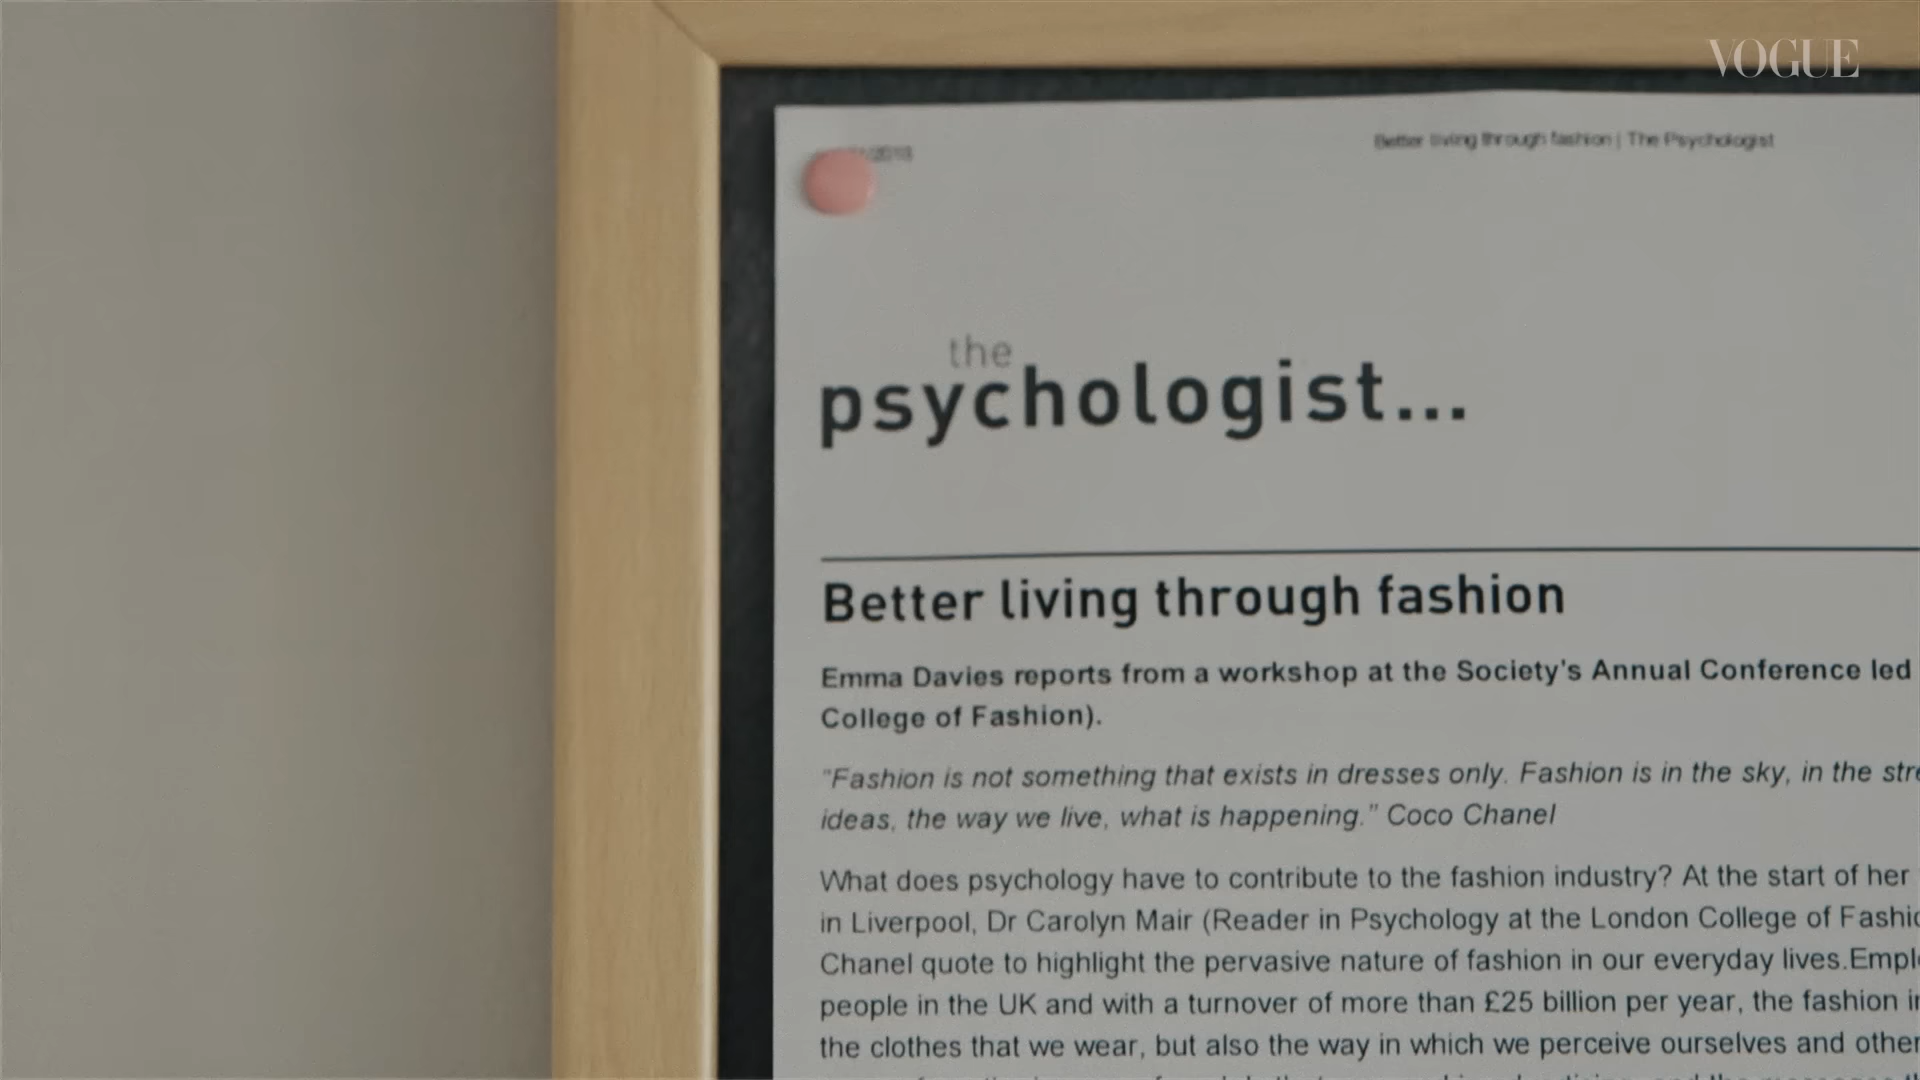 VOGUE
Better living through fashion | The Psychologist
the
psychologist...
Better living through fashion
Emma Davies reports from a workshop at the Society's Annual Conference led
College of Fashion).
"Fashion is not something that exists in dresses only. Fashion is in the sky, in the
ideas, the way we live, what is happening." Coco Chanel
What does psychology have to contribute to the fashion industry? At the start of her
in Liverpool, Dr Carolyn Mair (Reader in Psychology at the London College of
Chanel quote to highlight the pervasive nature of fashion in our everyday lives.
people in the UK and with a turnover of more than £25 billion per year, the fashion
the clothes that we wear, but also the way in which we perceive ourselves and